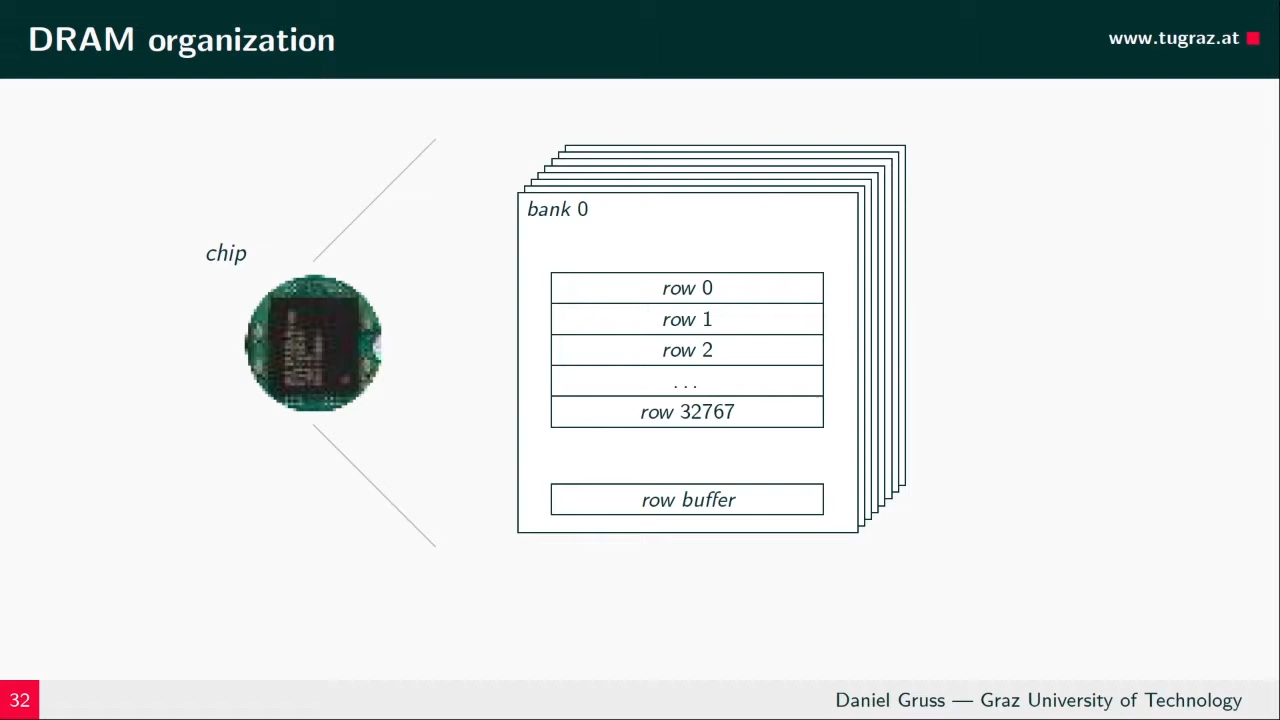 DRAM organization
www.tugraz.at
chip
bank 0
row 0
row 1
row 2
...
row 32767
row buffer
32
Daniel Gruss — Graz University of Technology